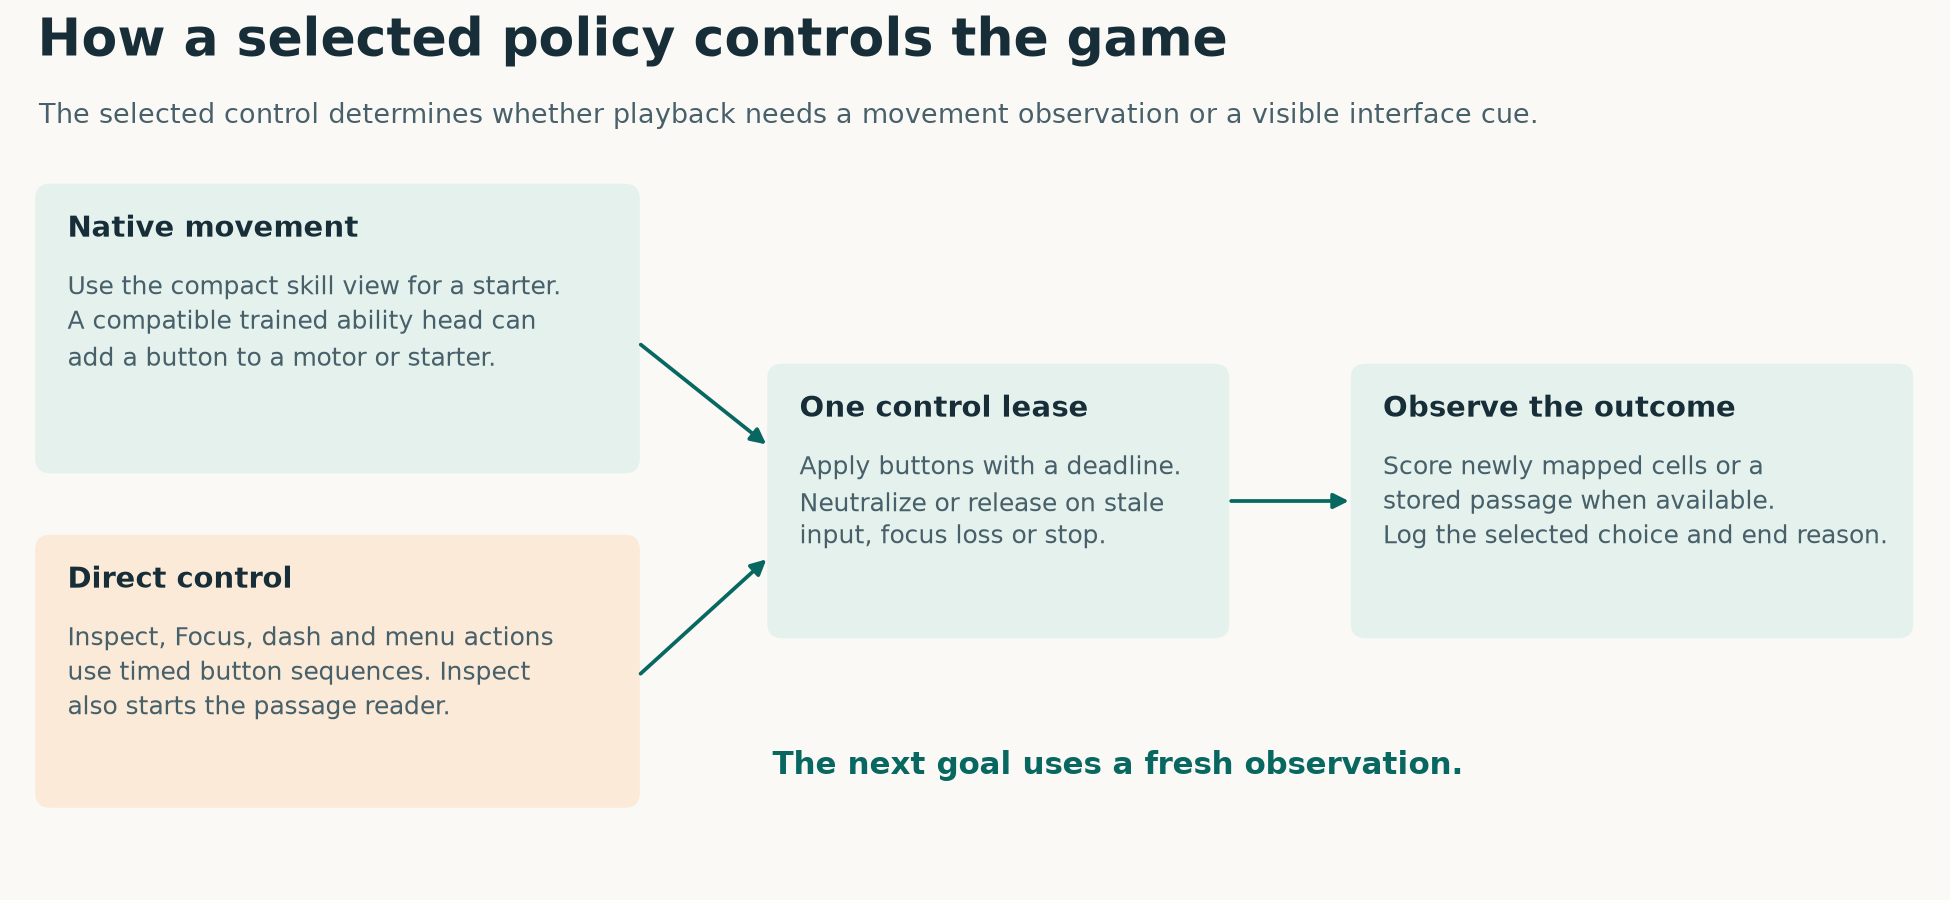 How a selected policy controls the game
The selected control determines whether playback needs a movement observation or a visible interface cue.
Native movement
Use the compact skill view for a starter.
A compatible trained ability head can
add a button to a motor or starter.
Direct control
Inspect, Focus, dash and menu actions
use timed button sequences. Inspect
also starts the passage reader.
One control lease
Apply buttons with a deadline.
Neutralize or release on stale
input, focus loss or stop.
Observe the outcome
Score newly mapped cells or a
stored passage when available.
Log the selected choice and end reason.
The next goal uses a fresh observation.